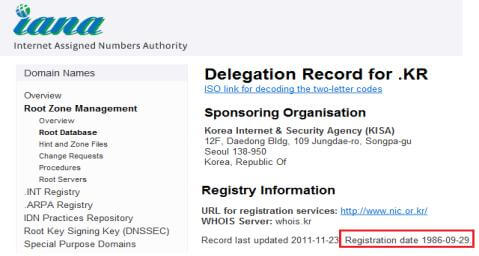 iana
Internet Assigned Numbers Authority
Domain Names
Overview
Root Zone Management
Overview
Root Database
Hint and Zone Files
Change Requests
Procedures
Root Servers
.INT Registry
.ARPA Registry
IDN Practices Repository
Root Key Signing Key (DNSSEC)
Special Purpose Domains
Delegation Record for .KR
ISO link for decoding the two-letter codes
Sponsoring Organisation
Korea Internet & Security Agency (KISA)
12F, Daedong Bldg, 109 Jungdae-ro, Songpa-gu
Seoul 138-950
Korea, Republic Of
Registry Information
URL for registration services: http://www.nic.or.kr/
WHOIS Server: whois.kr
Record last updated 2011-11-23. Registration date 1986-09-29.